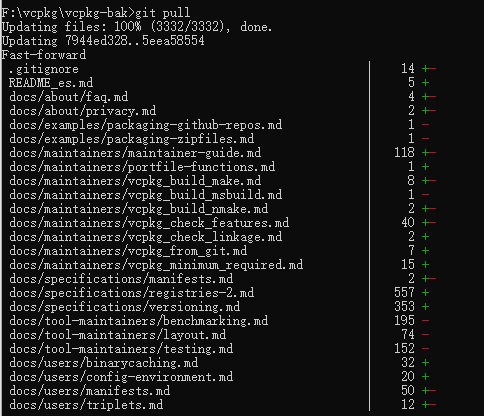 F:\vcpkg\vcpkg-bak>git pull
Updating files: 100% (3332/3332), done.
Updating 7944ed328..5eea58554
Fast-forward
.gitignore | 14 +-
README_es.md | 5 +
docs/about/faq.md | 4 +-
docs/about/privacy.md | 2 +-
docs/examples/packaging-github-repos.md | 1 -
docs/examples/packaging-zipfiles.md | 1 -
docs/maintainers/maintainer-guide.md | 118 +-
docs/maintainers/portfile-functions.md | 1 +
docs/maintainers/vcpkg_build_make.md | 8 +-
docs/maintainers/vcpkg_build_msbuild.md | 1 -
docs/maintainers/vcpkg_build_nmake.md | 2 +-
docs/maintainers/vcpkg_check_features.md | 40 +-
docs/maintainers/vcpkg_check_linkage.md | 2 +
docs/maintainers/vcpkg_from_git.md | 7 +
docs/maintainers/vcpkg_minimum_required.md | 15 +
docs/specifications/manifests.md | 2 +-
docs/specifications/registries-2.md | 557 +
docs/specifications/versioning.md | 353 +
docs/tool-maintainers/benchmarking.md | 195 -
docs/tool-maintainers/layout.md | 74 -
docs/tool-maintainers/testing.md | 152 -
docs/users/binarycaching.md | 32 +
docs/users/config-environment.md | 20 +
docs/users/manifests.md | 50 +-
docs/users/triplets.md | 12 +-